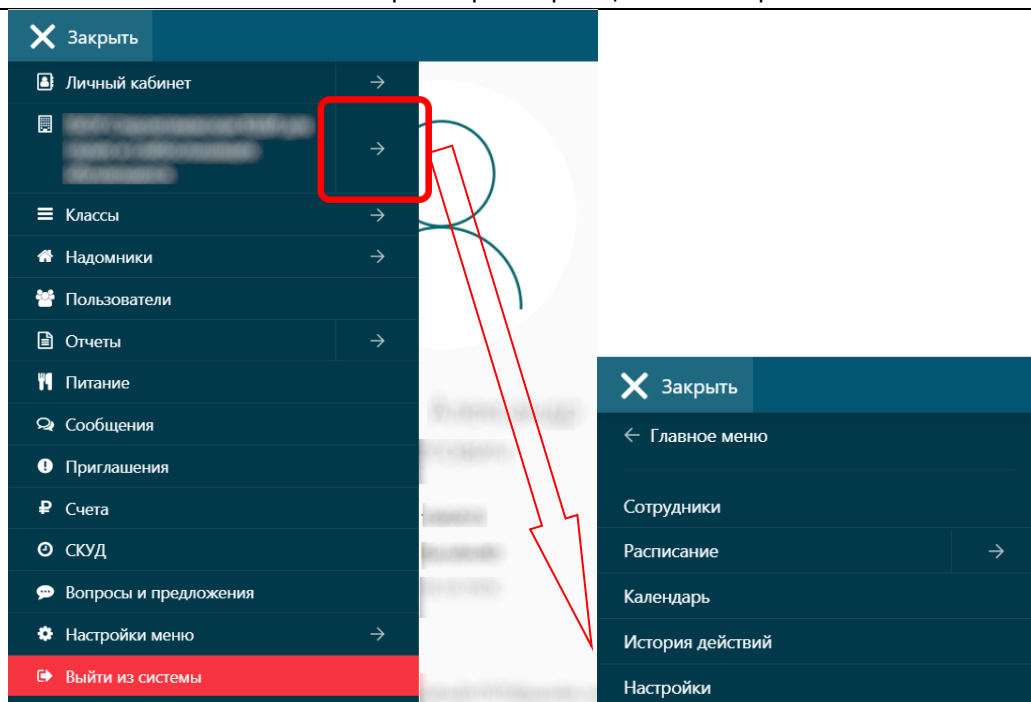 Закрыть
Личный кабинет
Классы
Надомники
Пользователи
Отчеты
Питание
Сообщения
Приглашения
Счета
СКУД
Вопросы и предложения
Настройки меню
Выйти из системы
Закрыть
Главное меню
Сотрудники
Расписание
Календарь
История действий
Настройки